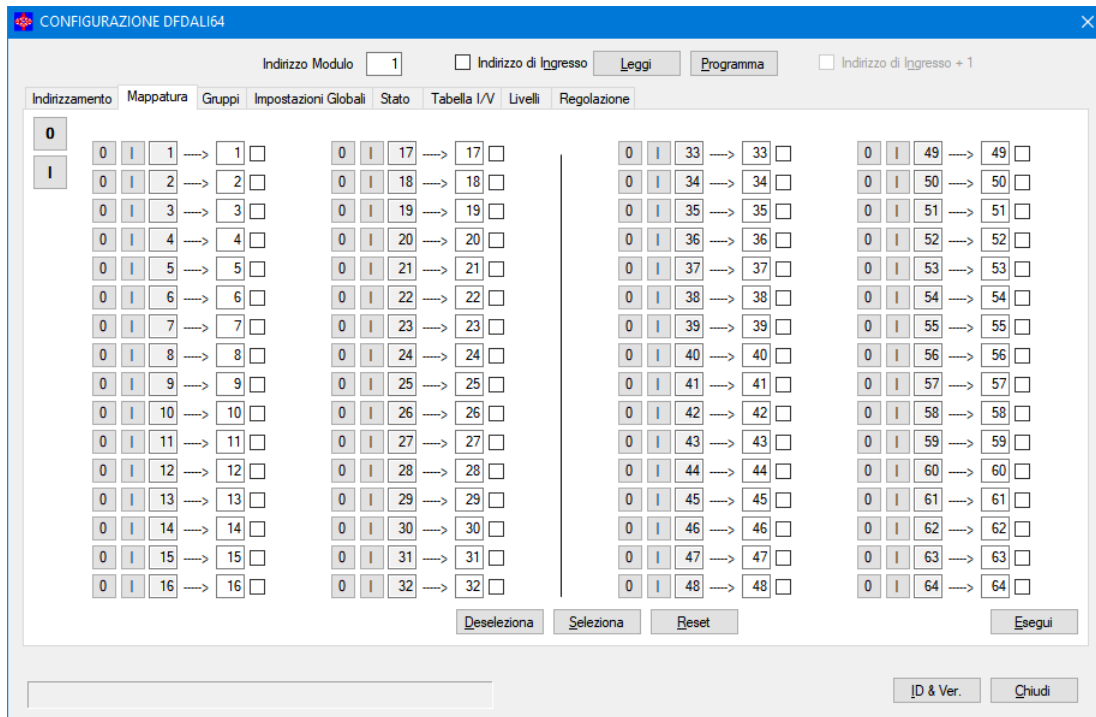 CONFIGURAZIONE DFDALI64
Indirizzo Modulo 1 Indirizzo di Ingresso Leggi Programma Indirizzo di Ingresso + 1
Indirizzamento Mappatura Gruppi Impostazioni Globali Stato Tabella I/V Livelli Regolazione
0
I
0 I 1 ----> 1 0 I 17 ----> 17 0 I 33 ----> 33 0 I 49 ----> 49
0 I 2 ----> 2 0 I 18 ----> 18 0 I 34 ----> 34 0 I 50 ----> 50
0 I 3 ----> 3 0 I 19 ----> 19 0 I 35 ----> 35 0 I 51 ----> 51
0 I 4 ----> 4 0 I 20 ----> 20 0 I 36 ----> 36 0 I 52 ----> 52
0 I 5 ----> 5 0 I 21 ----> 21 0 I 37 ----> 37 0 I 53 ----> 53
0 I 6 ----> 6 0 I 22 ----> 22 0 I 38 ----> 38 0 I 54 ----> 54
0 I 7 ----> 7 0 I 23 ----> 23 0 I 39 ----> 39 0 I 55 ----> 55
0 I 8 ----> 8 0 I 24 ----> 24 0 I 40 ----> 40 0 I 56 ----> 56
0 I 9 ----> 9 0 I 25 ----> 25 0 I 41 ----> 41 0 I 57 ----> 57
0 I 10 ----> 10 0 I 26 ----> 26 0 I 42 ----> 42 0 I 58 ----> 58
0 I 11 ----> 11 0 I 27 ----> 27 0 I 43 ----> 43 0 I 59 ----> 59
0 I 12 ----> 12 0 I 28 ----> 28 0 I 44 ----> 44 0 I 60 ----> 60
0 I 13 ----> 13 0 I 29 ----> 29 0 I 45 ----> 45 0 I 61 ----> 61
0 I 14 ----> 14 0 I 30 ----> 30 0 I 46 ----> 46 0 I 62 ----> 62
0 I 15 ----> 15 0 I 31 ----> 31 0 I 47 ----> 47 0 I 63 ----> 63
0 I 16 ----> 16 0 I 32 ----> 32 0 I 48 ----> 48 0 I 64 ----> 64
Deseleziona Seleziona Reset Esegui
ID & Ver. Chiudi